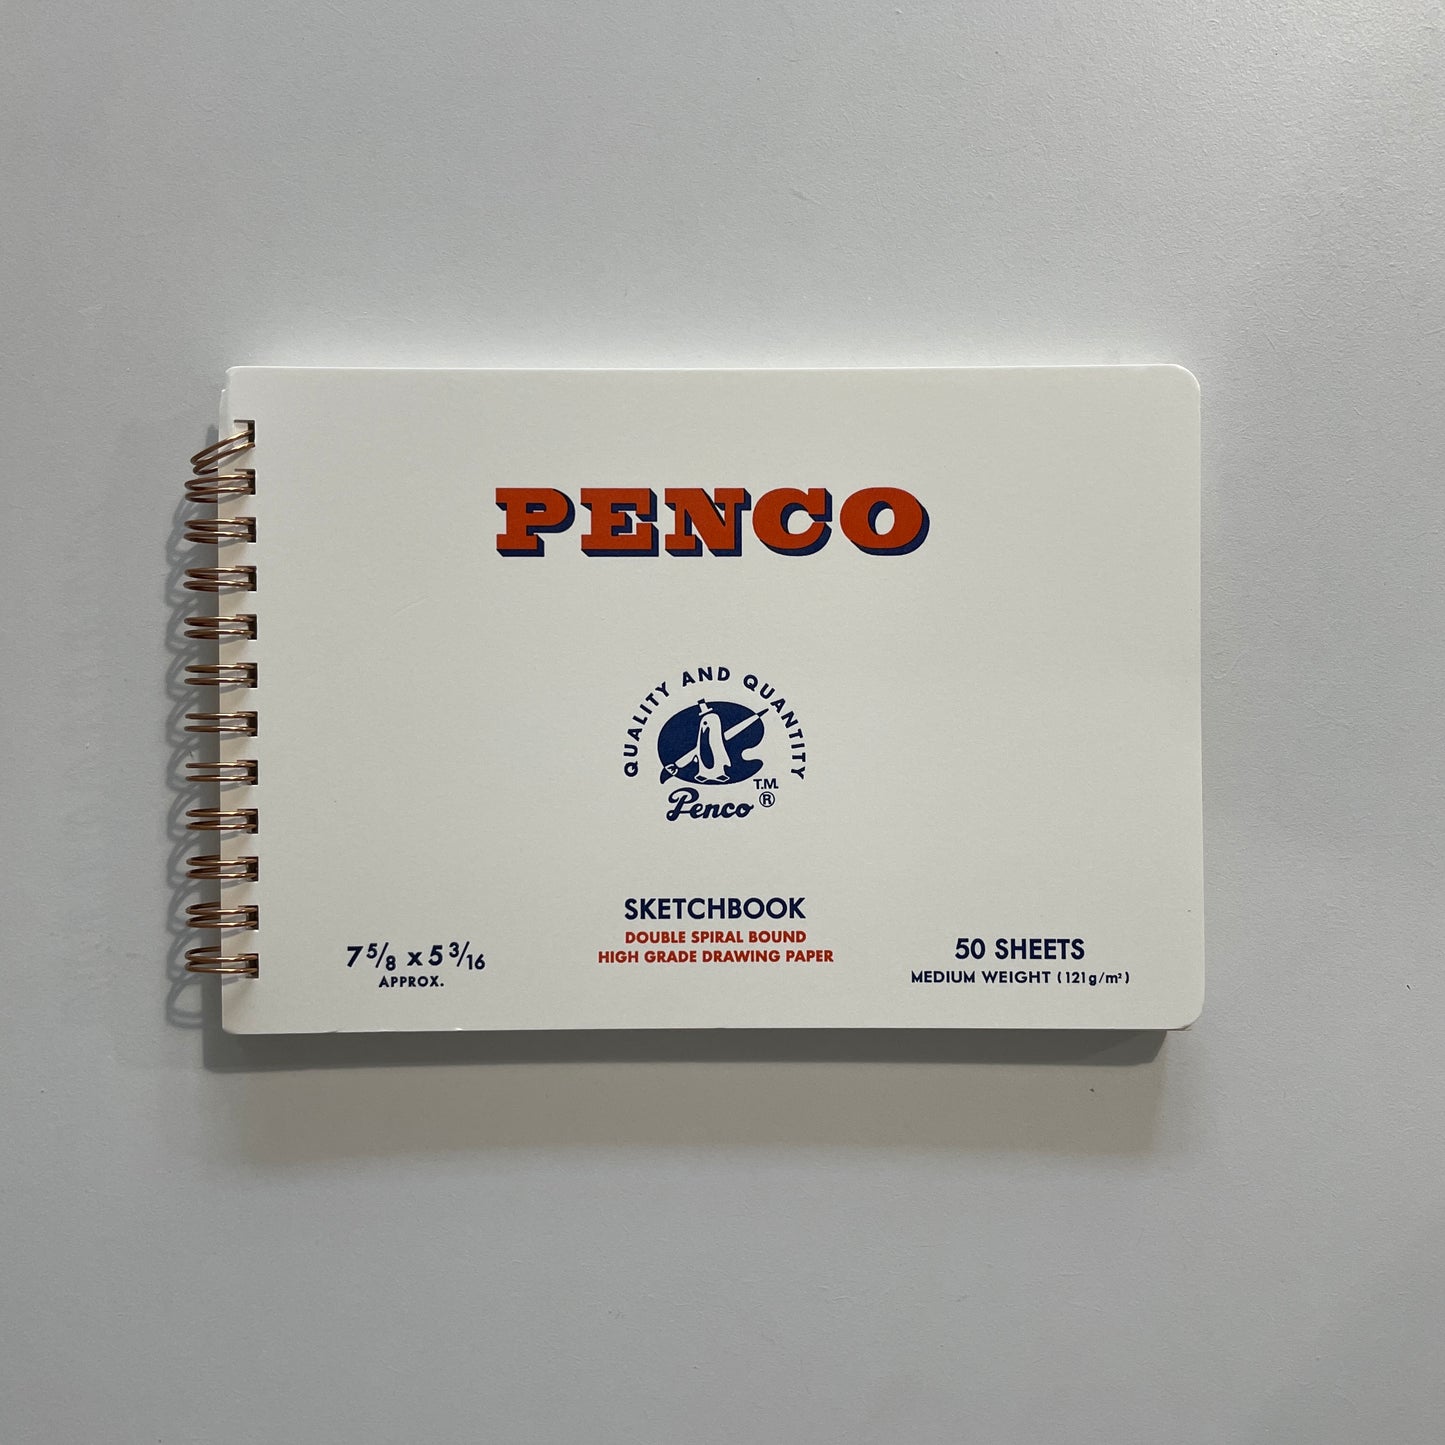 PENCO
QUALITY AND QUANTITY
T.M.
Penco ®
SKETCHBOOK
DOUBLE SPIRAL BOUND
HIGH GRADE DRAWING PAPER
7 5/8 x 5 3/16
APPROX.
50 SHEETS
MEDIUM WEIGHT (121g/m²)